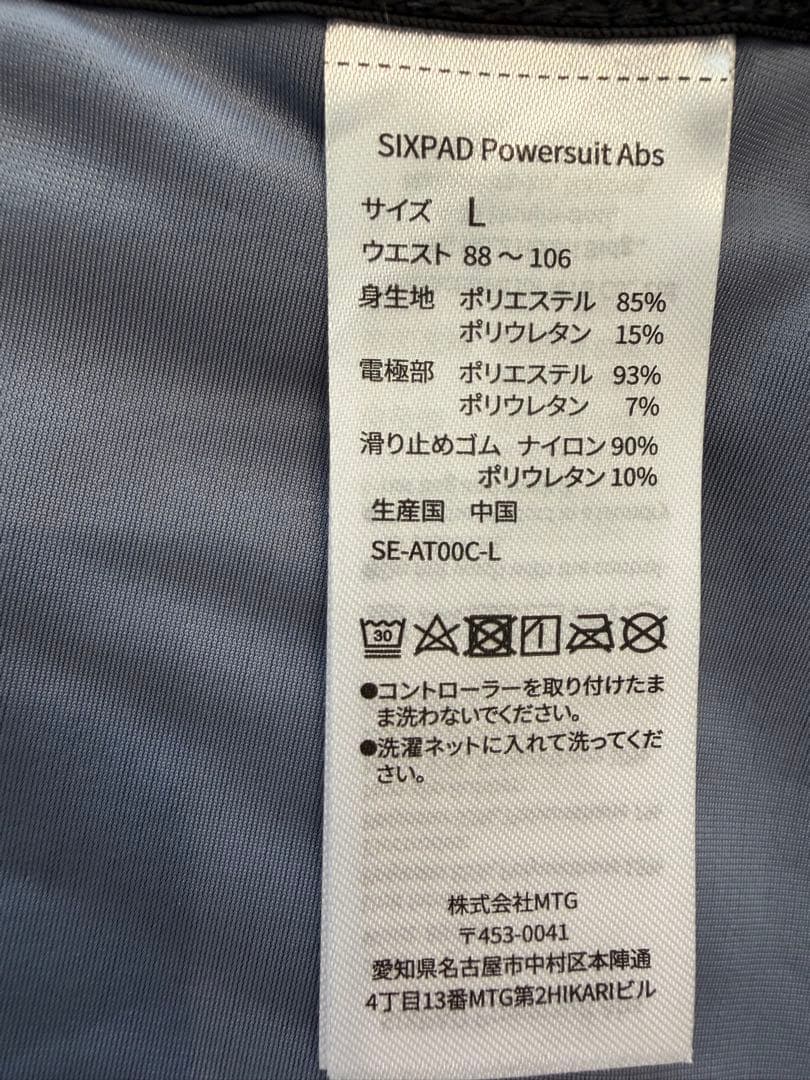 SIXPAD Powersuit Abs
サイズ L
ウエスト 88～106
身生地 ポリエステル 85%
ポリウレタン 15%
電極部 ポリエステル 93%
ポリウレタン 7%
滑り止めゴム ナイロン90%
ポリウレタン10%
生産国 中国
SE-AT00C-L
30
●コントローラーを取り付けたま
ま洗わないでください。
●洗濯ネットに入れて洗ってくだ
さい。
株式会社MTG
〒453-0041
愛知県名古屋市中村区本陣通
4丁目13番MTG第2HIKARIビル